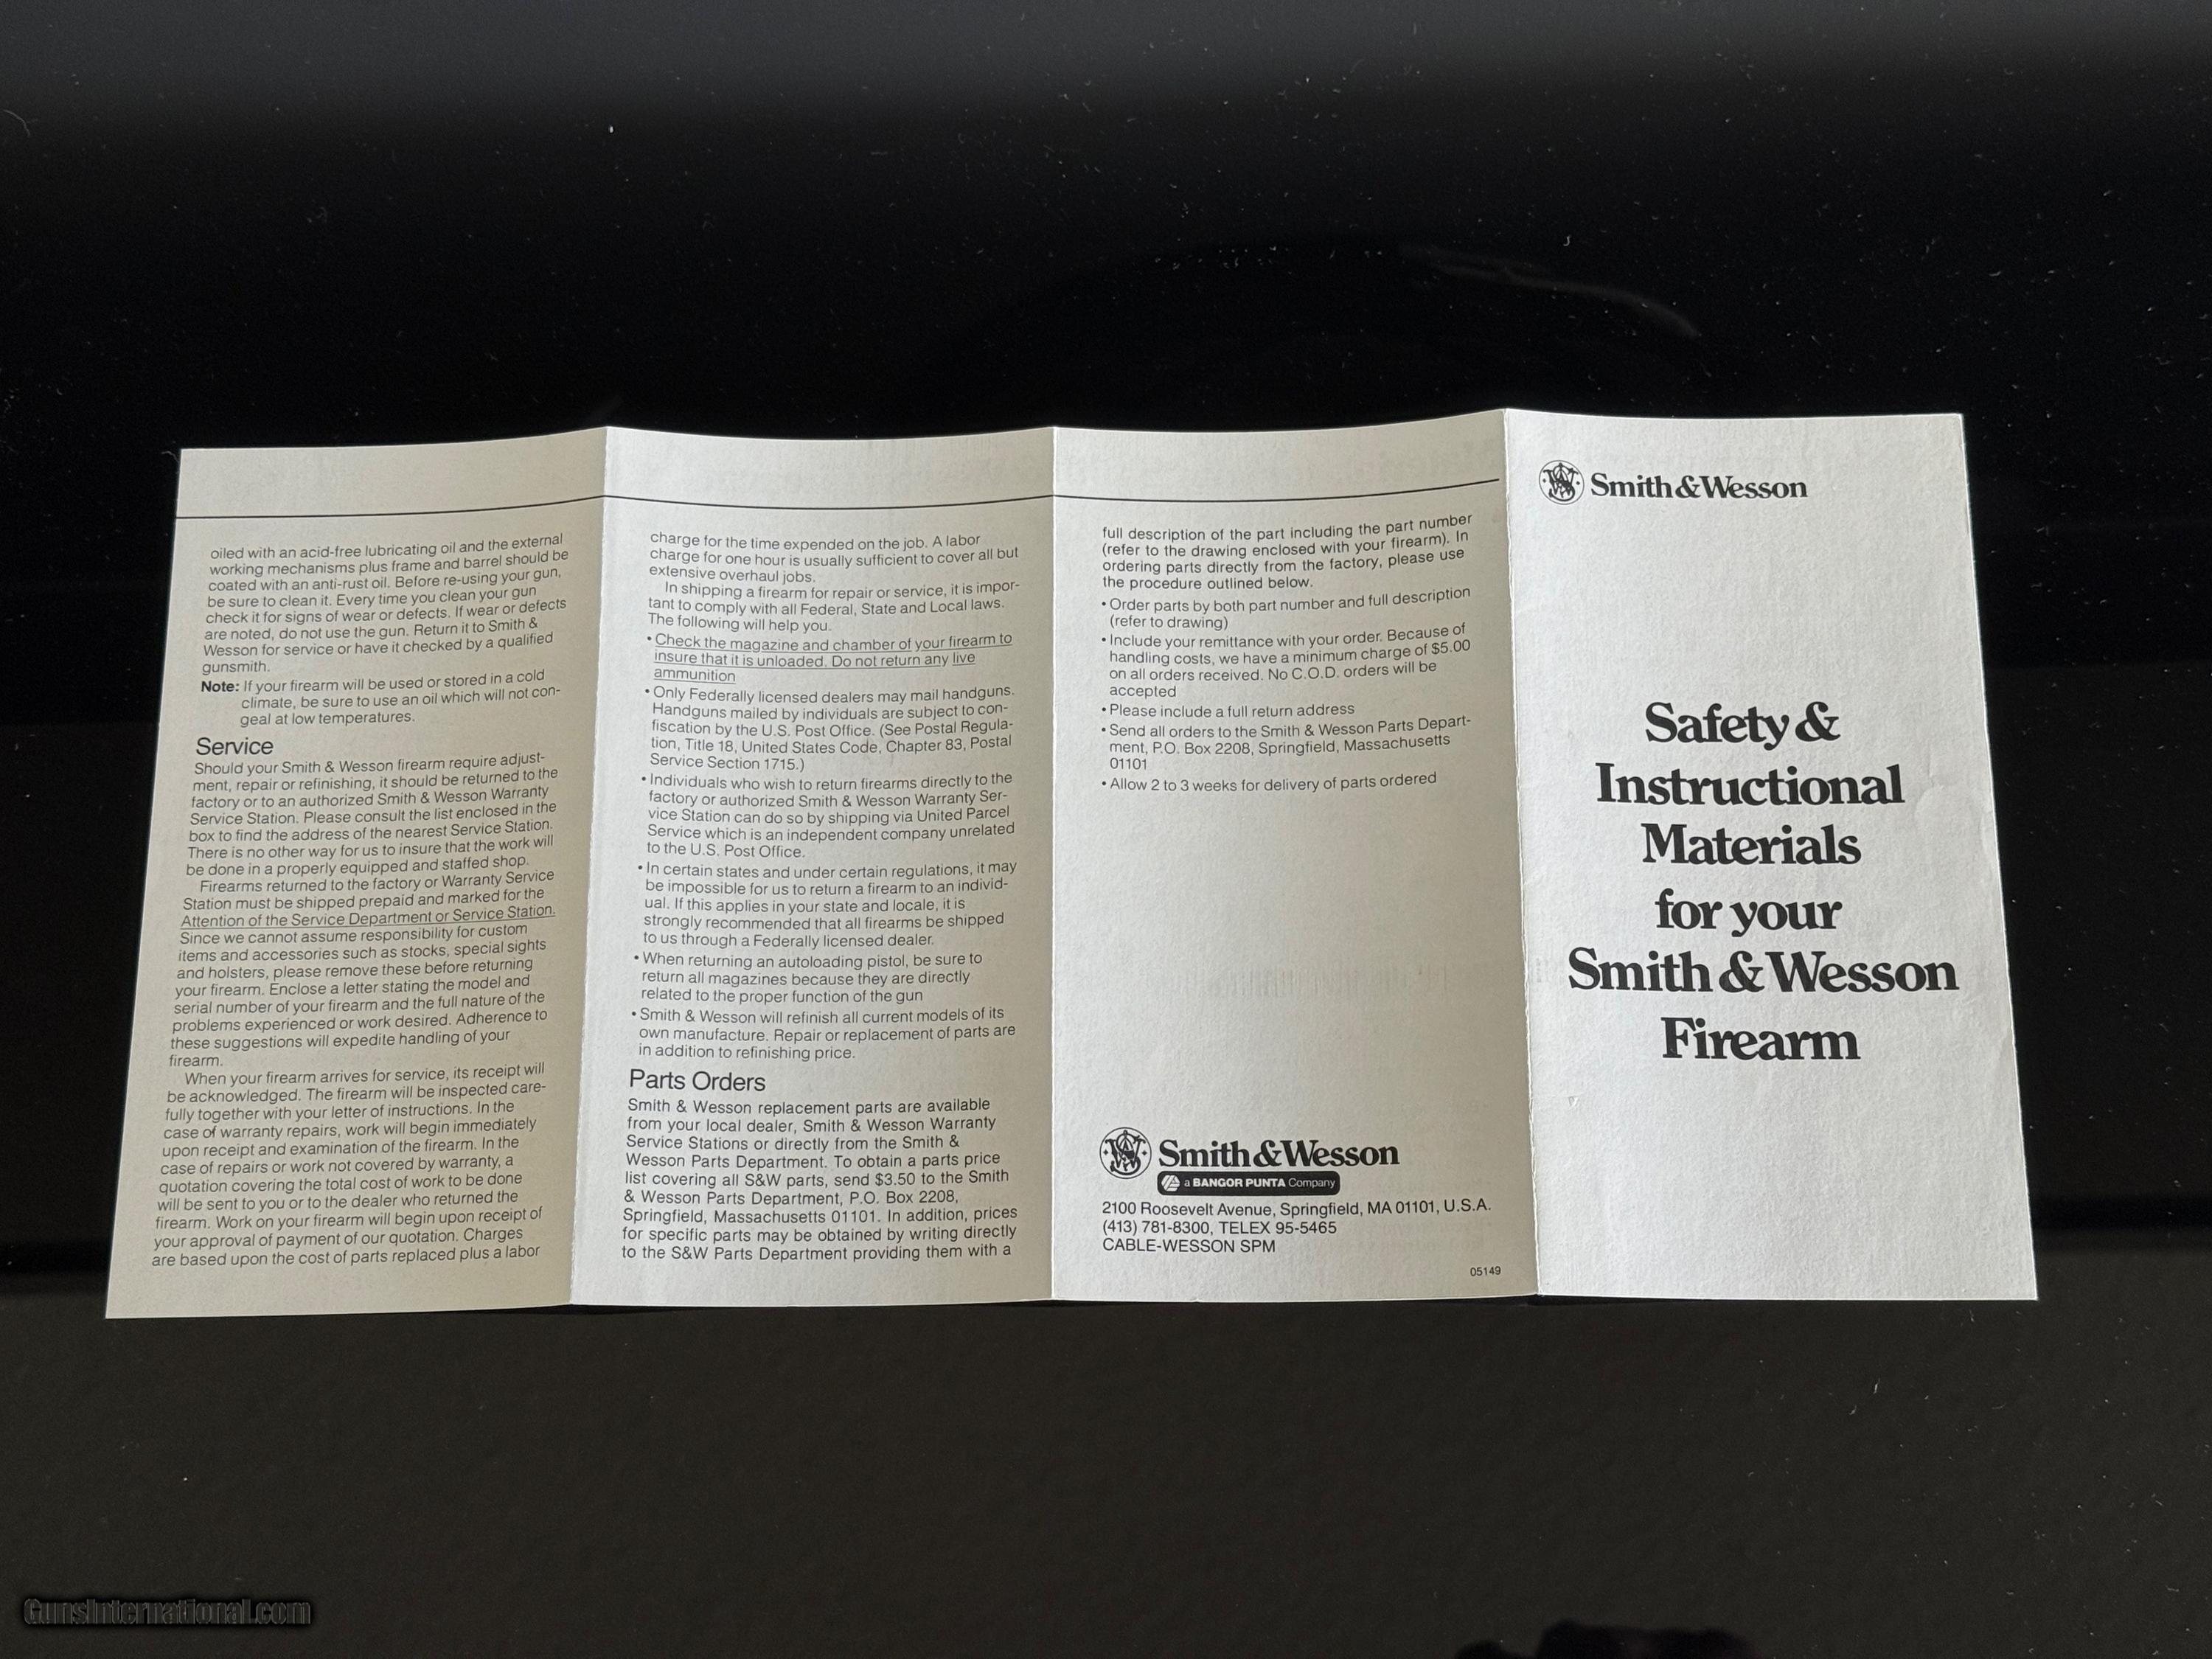 oiled with an acid-free lubricating oil and the external
working mechanisms plus frame and barrel should be
coated with an anti-rust oil. Before re-using your gun,
be sure to clean it. Every time you clean your gun
check it for signs of wear or defects. If wear or defects
are noted, do not use the gun. Return it to Smith &
Wesson for service or have it checked by a qualified
gunsmith.
Note: If your firearm will be used or stored in a cold
climate, be sure to use an oil which will not con-
geal at low temperatures.
Service
Should your Smith & Wesson firearm require adjust-
ment, repair or refinishing, it should be returned to the
factory or to an authorized Smith & Wesson Warranty
Service Station. Please consult the list enclosed in the
box to find the address of the nearest Service Station.
There is no other way for us to insure that the work will
be done in a properly equipped and staffed shop.
Firearms returned to the factory or Warranty Service
Station must be shipped prepaid and marked for the
Attention of the Service Department or Service Station.
Since we cannot assume responsibility for custom
items and accessories such as stocks, special sights
and holsters, please remove these before returning
your firearm. Enclose a letter stating the model and
serial number of your firearm and the full nature of the
problems experienced or work desired. Adherence to
these suggestions will expedite handling of your
firearm.
When your firearm arrives for service, its receipt will
be acknowledged. The firearm will be inspected care-
fully together with your letter of instructions. In the
case of warranty repairs, work will begin immediately
upon receipt and examination of the firearm. In the
case of repairs or work not covered by warranty, a
quotation covering the total cost of work to be done
will be sent to you or to the dealer who returned the
firearm. Work on your firearm will begin upon receipt of
your approval of payment of our quotation. Charges
are based upon the cost of parts replaced plus a labor
charge for the time expended on the job. A labor
charge for one hour is usually sufficient to cover all but
extensive overhaul jobs.
In shipping a firearm for repair or service, it is impor-
tant to comply with all Federal, State and Local laws.
The following will help you.
• Check the magazine and chamber of your firearm to
insure that it is unloaded. Do not return any live
ammunition
• Only Federally licensed dealers may mail handguns.
Handguns mailed by individuals are subject to con-
fiscation by the U.S. Post Office. (See Postal Regula-
tion, Title 18, United States Code, Chapter 83, Postal
Service Section 1715.)
• Individuals who wish to return firearms directly to the
factory or authorized Smith & Wesson Warranty Ser-
vice Station can do so by shipping via United Parcel
Service which is an independent company unrelated
to the U.S. Post Office.
• In certain states and under certain regulations, it may
be impossible for us to return a firearm to an individ-
ual. If this applies in your state and locale, it is
strongly recommended that all firearms be shipped
to us through a Federally licensed dealer.
• When returning an autoloading pistol, be sure to
return all magazines because they are directly
related to the proper function of the gun
• Smith & Wesson will refinish all current models of its
own manufacture. Repair or replacement of parts are
in addition to refinishing price.
Parts Orders
Smith & Wesson replacement parts are available
from your local dealer, Smith & Wesson Warranty
Service Stations or directly from the Smith &
Wesson Parts Department. To obtain a parts price
list covering all S&W parts, send $3.50 to the Smith
& Wesson Parts Department, P.O. Box 2208,
Springfield, Massachusetts 01101. In addition, prices
for specific parts may be obtained by writing directly
to the S&W Parts Department providing them with a
full description of the part including the part number
(refer to the drawing enclosed with your firearm). In
ordering parts directly from the factory, please use
the procedure outlined below.
• Order parts by both part number and full description
(refer to drawing)
• Include your remittance with your order. Because of
handling costs, we have a minimum charge of $5.00
on all orders received. No C.O.D. orders will be
accepted
• Please include a full return address
• Send all orders to the Smith & Wesson Parts Depart-
ment, P.O. Box 2208, Springfield, Massachusetts
01101
• Allow 2 to 3 weeks for delivery of parts ordered
Smith & Wesson
a BANGOR PUNTA Company
2100 Roosevelt Avenue, Springfield, MA 01101, U.S.A.
(413) 781-8300, TELEX 95-5465
CABLE-WESSON SPM
05149
Smith & Wesson
Safety &
Instructional
Materials
for your
Smith & Wesson
Firearm
GunsInternational.com